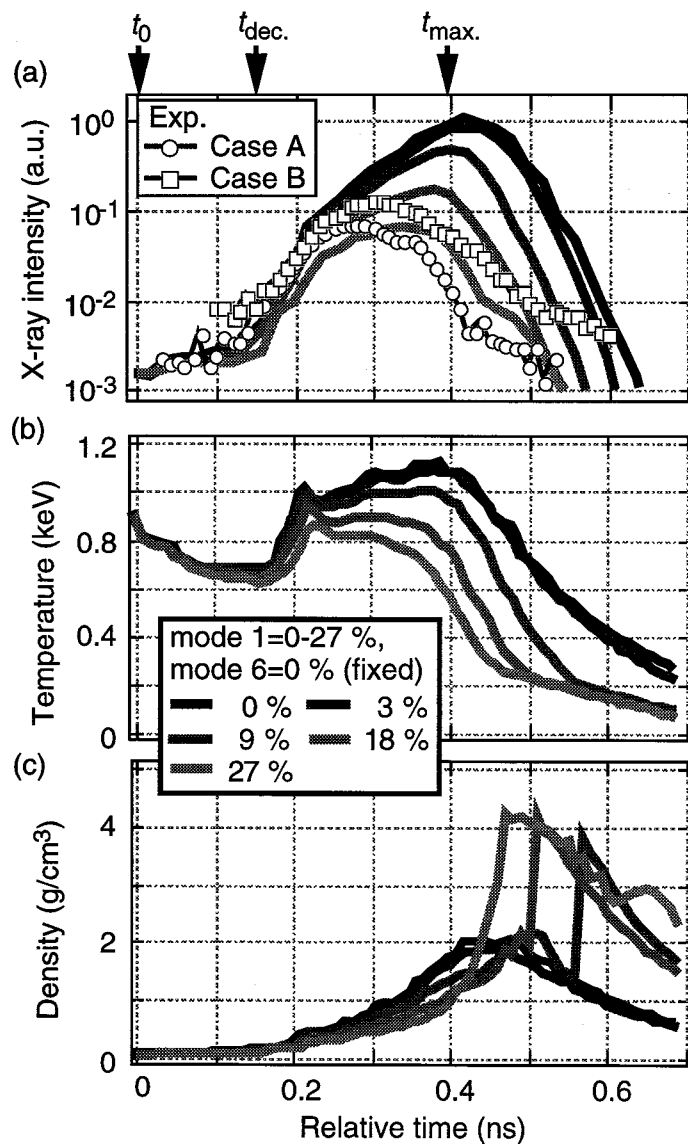 t0 tdec. tmax.
(a)
X-ray intensity (a.u.)
10^0
10^-1
10^-2
10^-3
Exp.
Case A
Case B
(b)
Temperature (keV)
1.2
0.8
0.4
0
mode 1=0-27 %,
mode 6=0 % (fixed)
0 % 3 %
9 % 18 %
27 %
(c)
Density (g/cm³)
4
2
0
0 0.2 0.4 0.6
Relative time (ns)